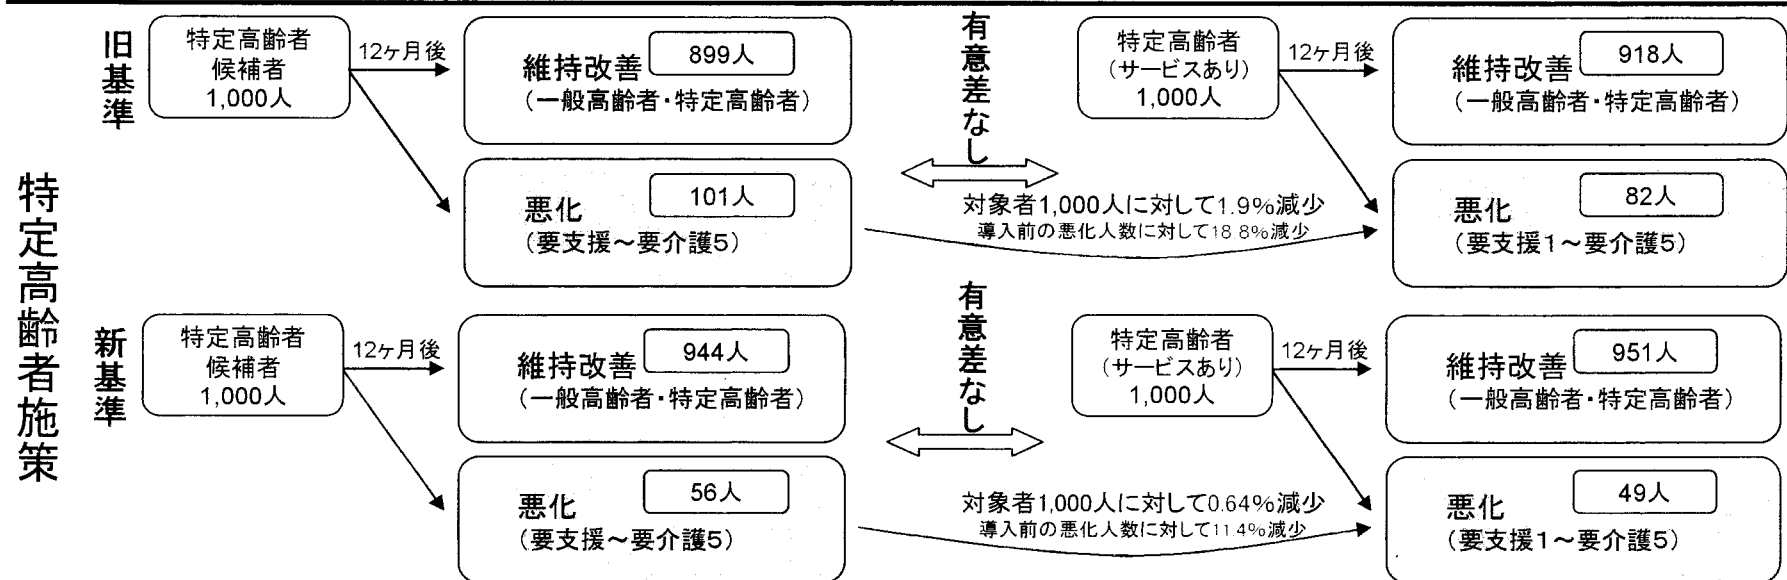 特定高齢者施策
旧基準
特定高齢者
候補者
1,000人
12ヶ月後
維持改善
899人
(一般高齢者・特定高齢者)
悪化
101人
(要支援~要介護5)
有意差なし
対象者1,000人に対して1.9%減少
導入前の悪化人数に対して18.8%減少
特定高齢者
(サービスあり)
1,000人
12ヶ月後
維持改善
918人
(一般高齢者・特定高齢者)
悪化
82人
(要支援1~要介護5)
新基準
特定高齢者
候補者
1,000人
12ヶ月後
維持改善
944人
(一般高齢者・特定高齢者)
悪化
56人
(要支援~要介護5)
有意差なし
対象者1,000人に対して0.64%減少
導入前の悪化人数に対して11.4%減少
特定高齢者
(サービスあり)
1,000人
12ヶ月後
維持改善
951人
(一般高齢者・特定高齢者)
悪化
49人
(要支援1~要介護5)